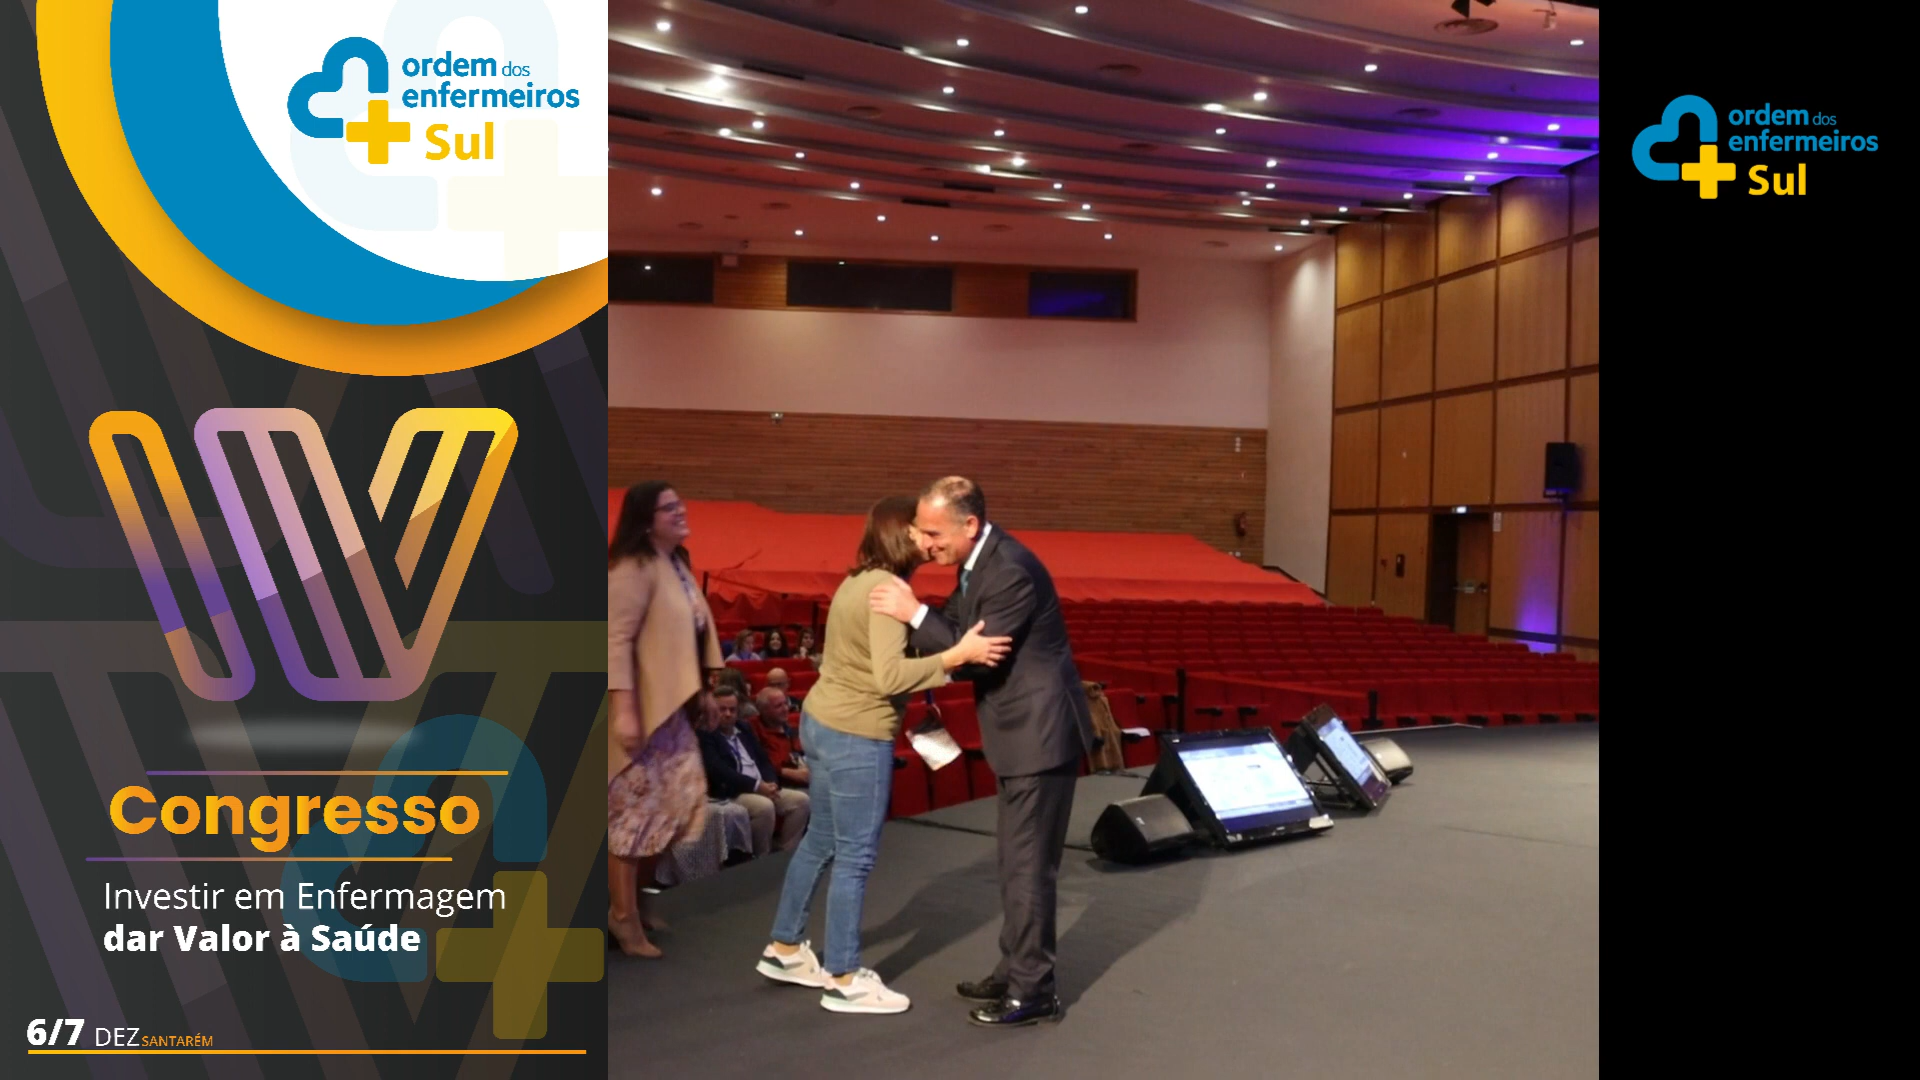 ordem dos
enfermeiros
Sul
IV
Congresso
Investir em Enfermagem
dar Valor à Saúde
6/7 DEZ SANTARÉM
ordem dos
enfermeiros
Sul